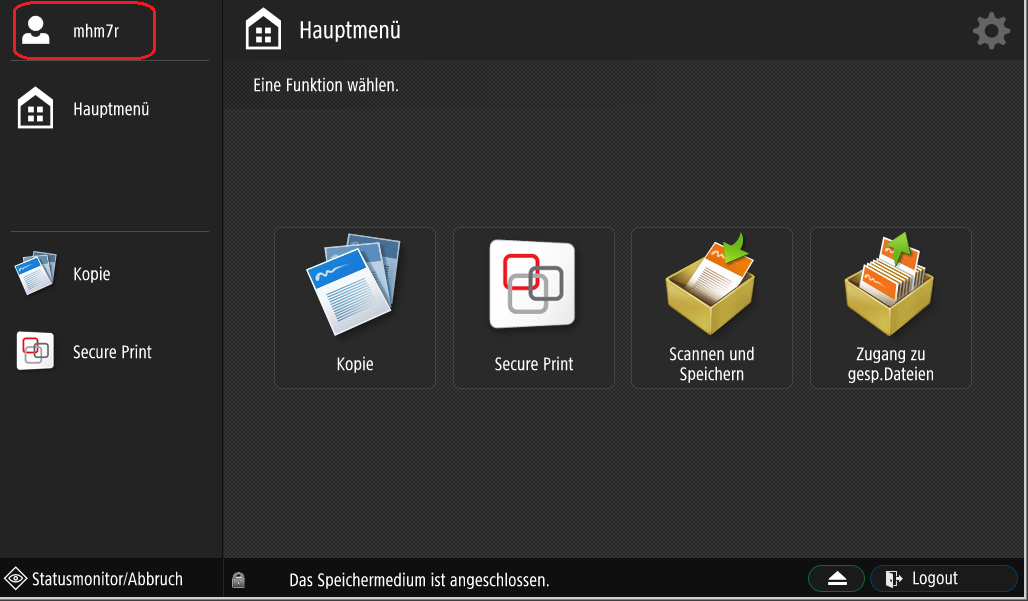 mhm7r
Hauptmenü
Hauptmenü
Eine Funktion wählen.
Kopie
Secure Print
Kopie
Secure Print
Scannen und
Speichern
Zugang zu
gesp.Dateien
Statusmonitor/Abbruch
Das Speichermedium ist angeschlossen.
Logout